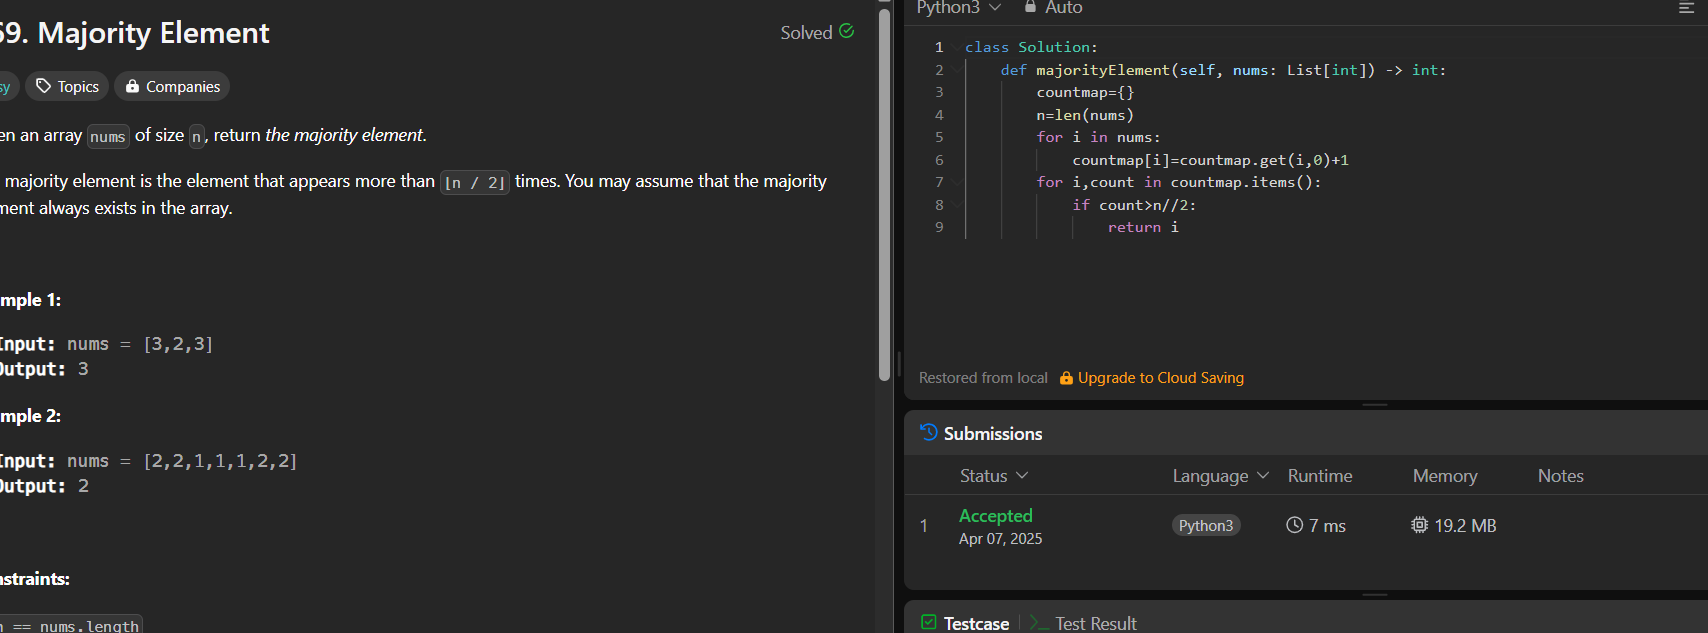 69. Majority Element
Solved
sy
Topics
Companies
en an array nums of size n, return the majority element.
majority element is the element that appears more than ⌊n / 2⌋ times. You may assume that the majority
ment always exists in the array.
mple 1:
Input: nums = [3,2,3]
Output: 3
mple 2:
Input: nums = [2,2,1,1,1,2,2]
Output: 2
nstraints:
n == nums.length
Python3
Auto
1 class Solution:
2 def majorityElement(self, nums: List[int]) -> int:
3 countmap={}
4 n=len(nums)
5 for i in nums:
6 countmap[i]=countmap.get(i,0)+1
7 for i,count in countmap.items():
8 if count>n//2:
9 return i
Restored from local
Upgrade to Cloud Saving
Submissions
Status Language Runtime Memory Notes
1 Accepted Python3 7 ms 19.2 MB
Apr 07, 2025
Testcase
Test Result